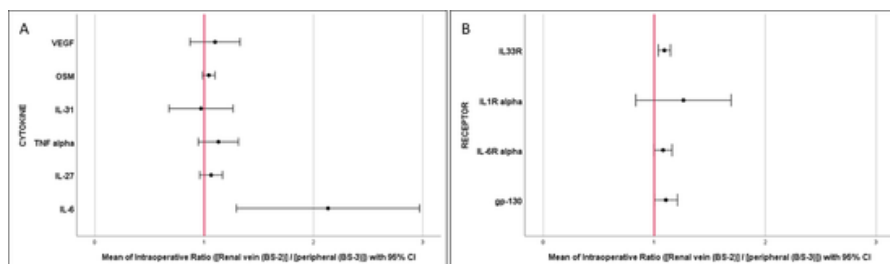 A
CYTOKINE
VEGF
OSM
IL-31
TNF alpha
IL-27
IL-6
0 1 2 3
Mean of Intraoperative Ratio ([Renal vein (BS-2)] / [peripheral (BS-3)]) with 95% CI
B
RECEPTOR
IL33R
IL1R alpha
IL-6R alpha
gp-130
0 1 2 3
Mean of Intraoperative Ratio ([Renal vein (BS-2)] / [peripheral (BS-3)]) with 95% CI